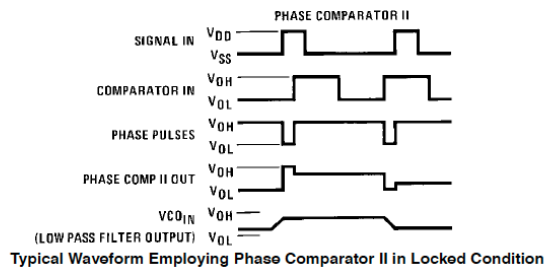 PHASE COMPARATOR II
SIGNAL IN VDD
VSS
COMPARATOR IN VOH
VOL
PHASE PULSES VOH
VOL
PHASE COMP II OUT VOH
VOL
VCOIN VOH
(LOW PASS FILTER OUTPUT) VOL
Typical Waveform Employing Phase Comparator II in Locked Condition